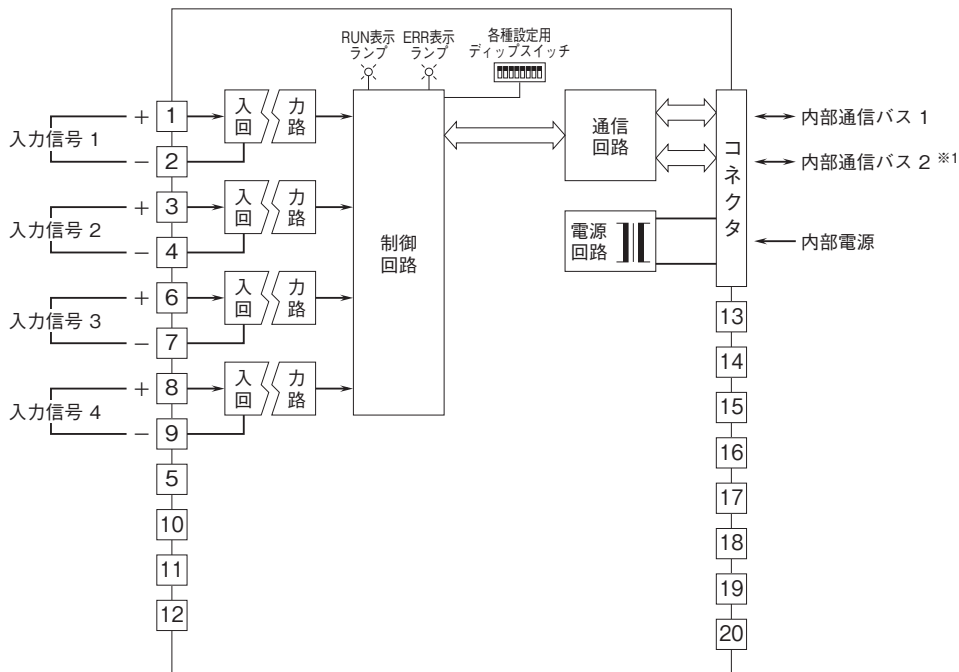 RUN表示
ランプ
ERR表示
ランプ
各種設定用
ディップスイッチ
入力信号 1
+
1
−
2
入 力
回 路
入力信号 2
+
3
−
4
入 力
回 路
入力信号 3
+
6
−
7
入 力
回 路
入力信号 4
+
8
−
9
入 力
回 路
5
10
11
12
制御
回路
通信
回路
電源
回路
コネクタ
内部通信バス 1
内部通信バス 2 ※1
内部電源
13
14
15
16
17
18
19
20